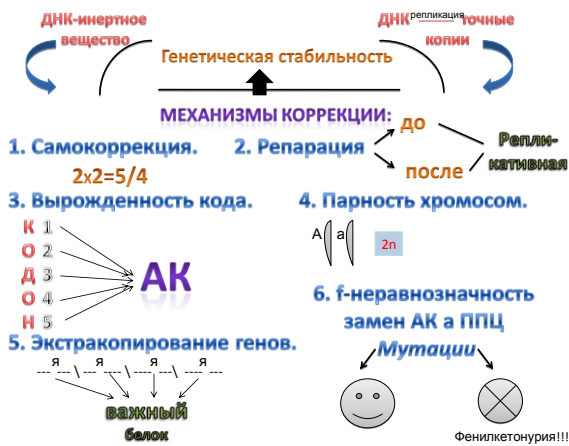 ДНК-инертное вещество
ДНК репликация точные копии
Генетическая стабильность
МЕХАНИЗМЫ КОРРЕКЦИИ:
1. Самокоррекция.
2x2=5/4
2. Репарация
до
после
Репли-
кативная
3. Вырожденность кода.
К 1
О 2
Д 3
О 4
Н 5
АК
4. Парность хромосом.
А а
2n
5. Экстракопирование генов.
я я я я
важный
белок
6. f-неравнозначность
замен АК а ППЦ
Мутации
Фенилкетонурия!!!